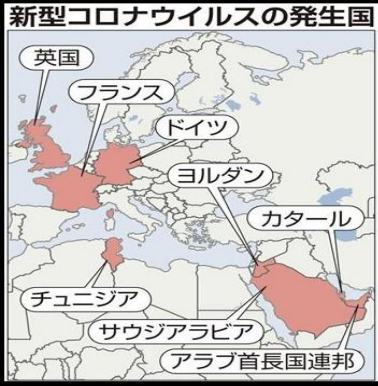 新型コロナウイルスの発生国
英国
フランス
ドイツ
ヨルダン
カタール
チュニジア
サウジアラビア
アラブ首長国連邦